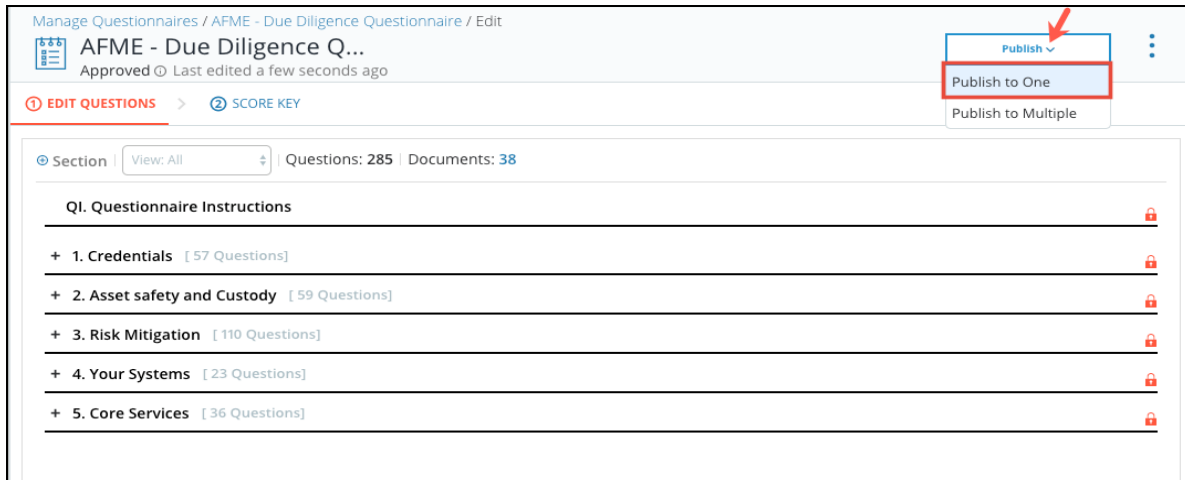 Manage Questionnaires / AFME - Due Diligence Questionnaire / Edit
AFME - Due Diligence Q...
Approved Last edited a few seconds ago
Publish
Publish to One
Publish to Multiple
1 EDIT QUESTIONS > 2 SCORE KEY
Section | View: All | Questions: 285 | Documents: 38
QI. Questionnaire Instructions
+ 1. Credentials [ 57 Questions]
+ 2. Asset safety and Custody [ 59 Questions]
+ 3. Risk Mitigation [ 110 Questions]
+ 4. Your Systems [ 23 Questions]
+ 5. Core Services [ 36 Questions]